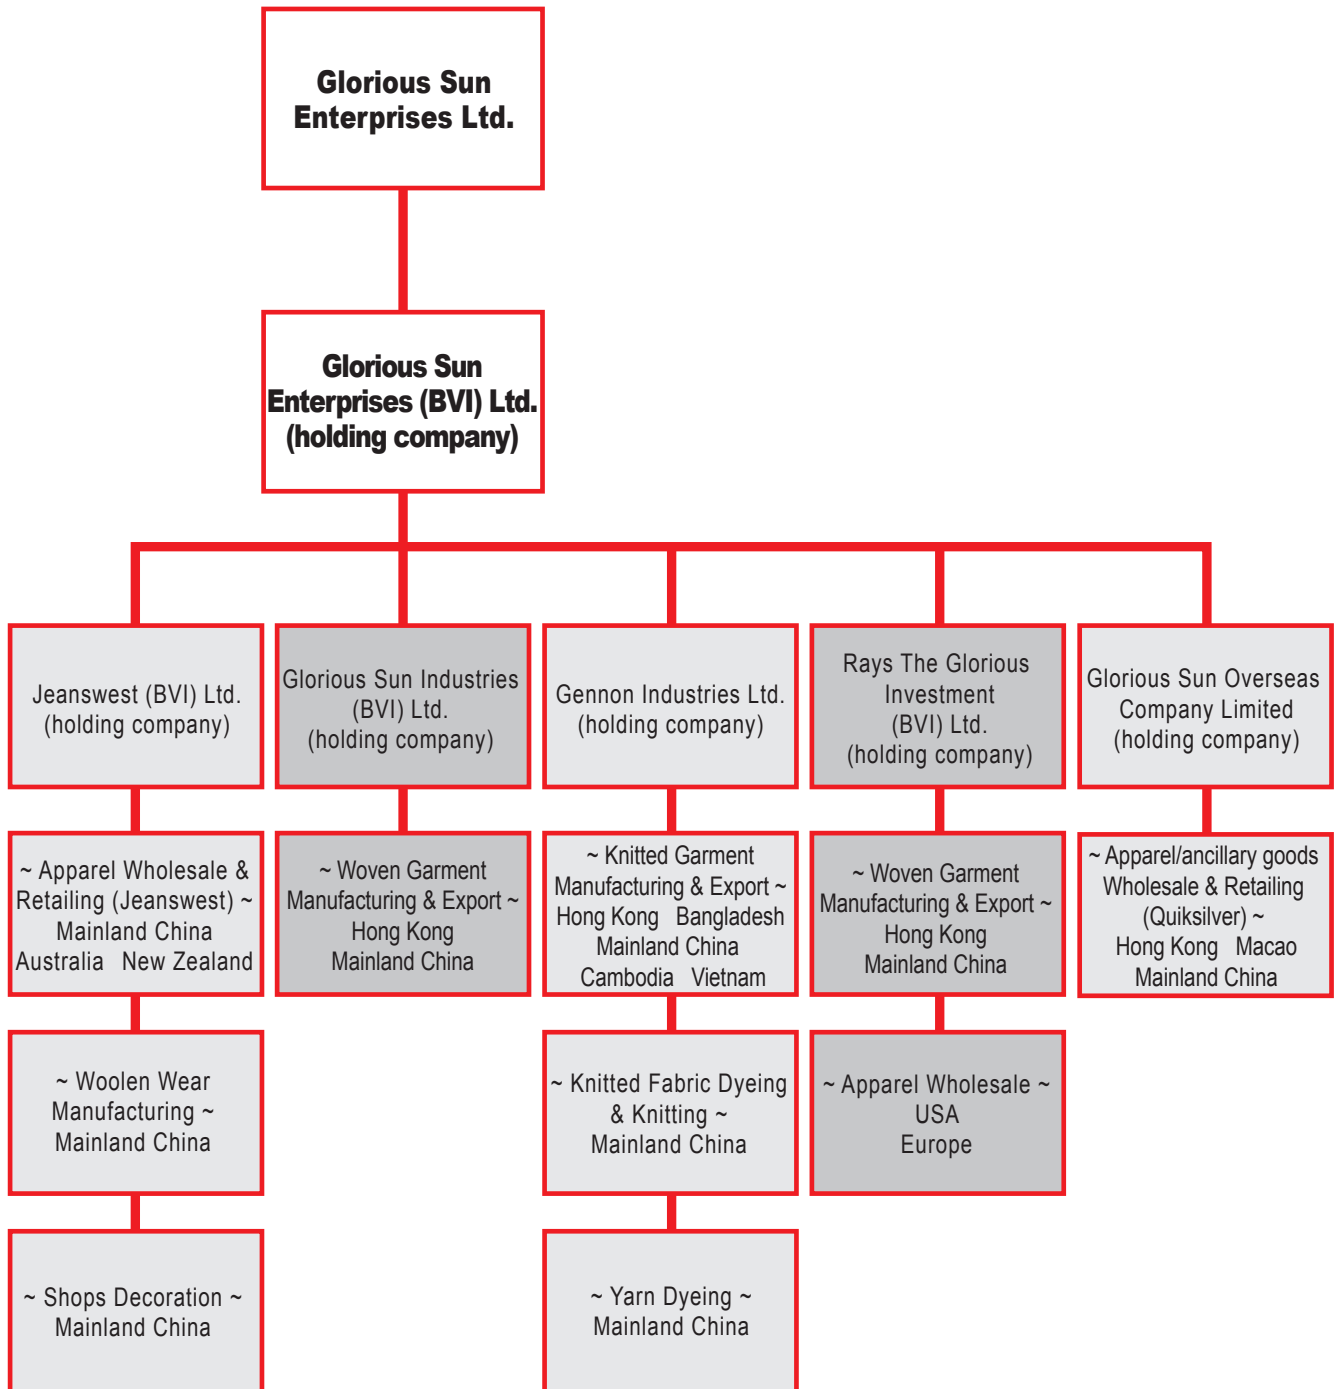 Glorious Sun
Enterprises Ltd.
Glorious Sun
Enterprises (BVI) Ltd.
(holding company)
Jeanswest (BVI) Ltd.
(holding company)
Glorious Sun Industries
(BVI) Ltd.
(holding company)
Gennon Industries Ltd.
(holding company)
Rays The Glorious
Investment
(BVI) Ltd.
(holding company)
Glorious Sun Overseas
Company Limited
(holding company)
~ Apparel Wholesale &
Retailing (Jeanswest) ~
Mainland China
Australia New Zealand
~ Woven Garment
Manufacturing & Export ~
Hong Kong
Mainland China
~ Knitted Garment
Manufacturing & Export ~
Hong Kong Bangladesh
Mainland China
Cambodia Vietnam
~ Woven Garment
Manufacturing & Export ~
Hong Kong
Mainland China
~ Apparel/ancillary goods
Wholesale & Retailing
(Quiksilver) ~
Hong Kong Macao
Mainland China
~ Woolen Wear
Manufacturing ~
Mainland China
~ Knitted Fabric Dyeing
& Knitting ~
Mainland China
~ Apparel Wholesale ~
USA
Europe
~ Shops Decoration ~
Mainland China
~ Yarn Dyeing ~
Mainland China